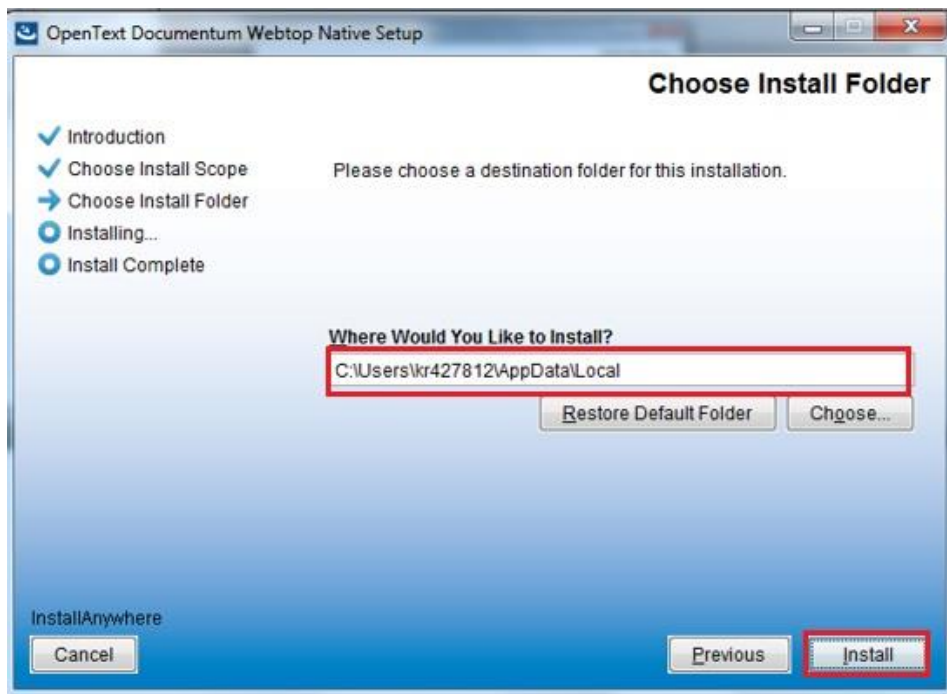 OpenText Documentum Webtop Native Setup
Choose Install Folder
Introduction
Choose Install Scope
Choose Install Folder
Installing...
Install Complete
Please choose a destination folder for this installation.
Where Would You Like to Install?
C:\Users\kr427812\AppData\Local
Restore Default Folder
Choose...
InstallAnywhere
Cancel
Previous
Install